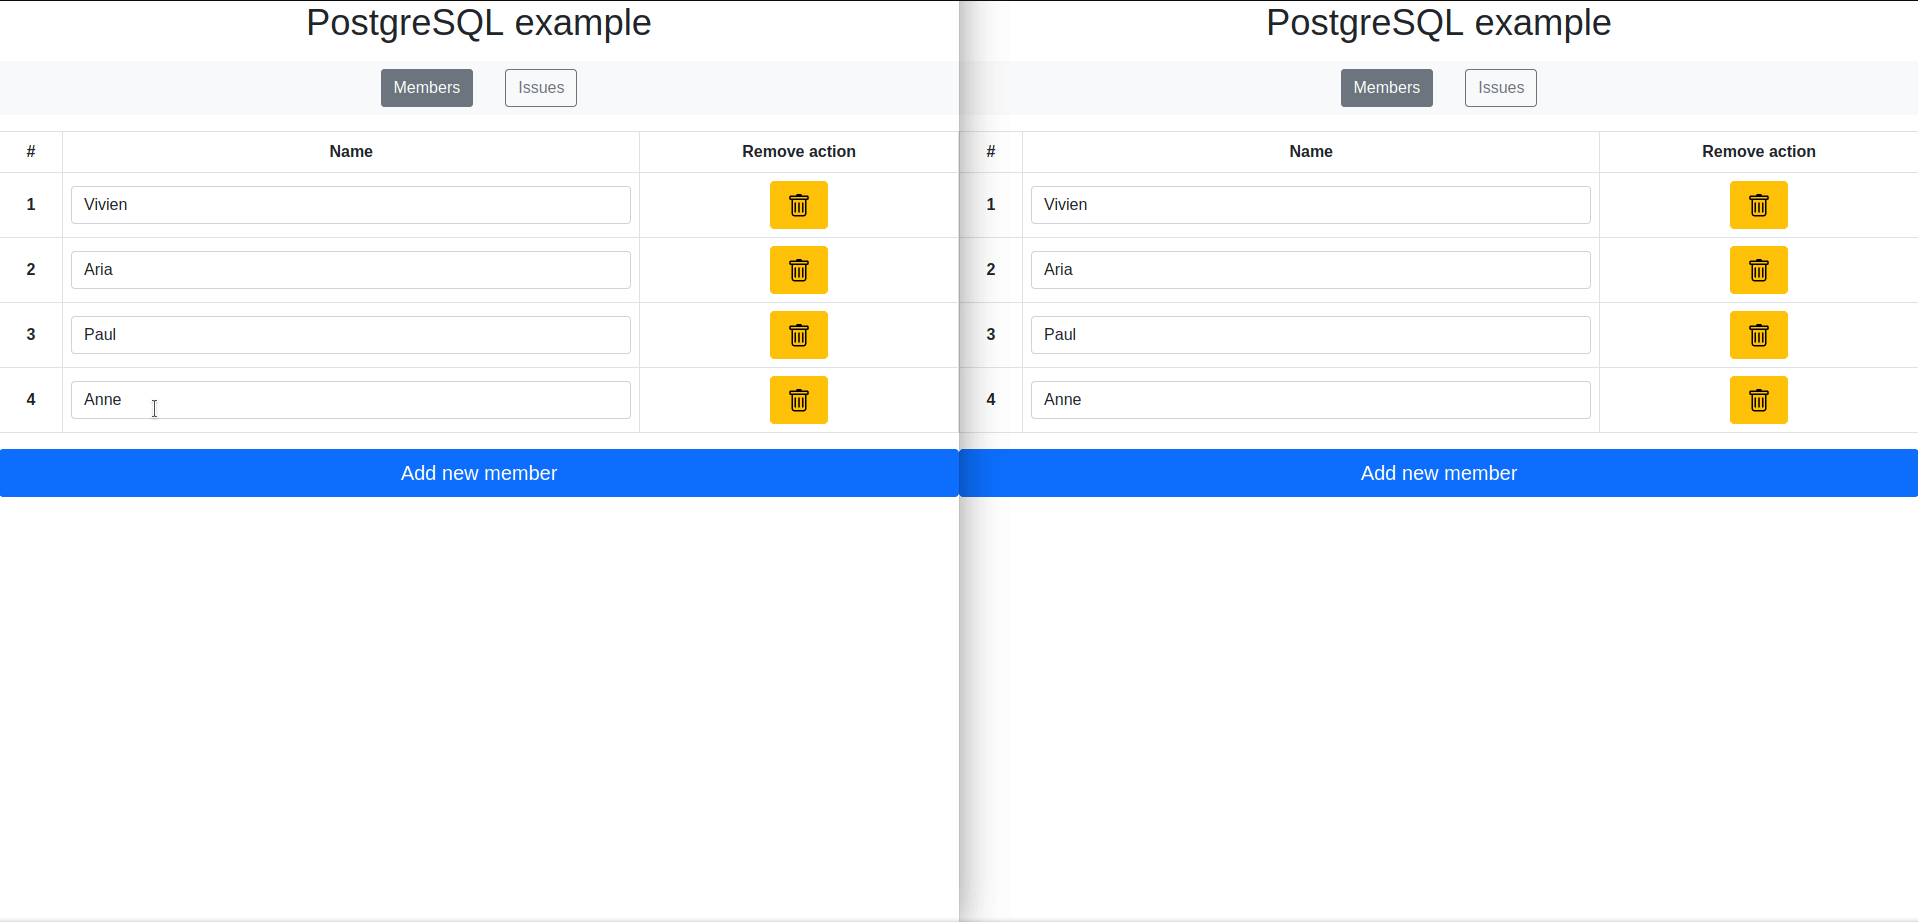 PostgreSQL example
Members Issues
# Name Remove action
1 Vivien
2 Aria
3 Paul
4 Anne
Add new member
PostgreSQL example
Members Issues
# Name Remove action
1 Vivien
2 Aria
3 Paul
4 Anne
Add new member